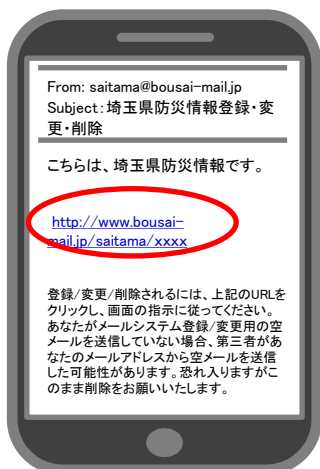 From: saitama@bousai-mail.jp
Subject:埼玉県防災情報登録・変
更・削除
こちらは、埼玉県防災情報です。
http://www.bousai-
mail.jp/saitama/xxxx
登録/変更/削除されるには、上記のURLを
クリックし、画面の指示に従ってください。
あなたがメールシステム登録/変更用の空
メールを送信していない場合、第三者があ
なたのメールアドレスから空メールを送信
した可能性があります。恐れ入りますがこ
のまま削除をお願いいたします。